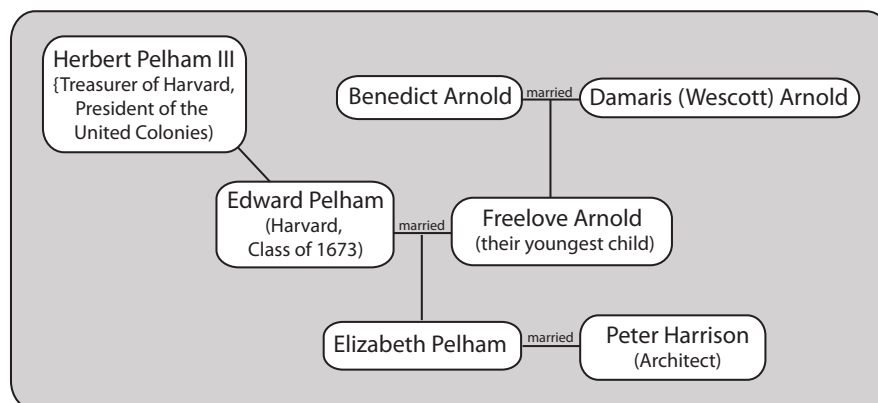 Herbert Pelham III
{Treasurer of Harvard,
President of the
United Colonies)
Benedict Arnold
married
Damaris (Wescott) Arnold
Edward Pelham
(Harvard,
Class of 1673)
married
Freelove Arnold
(their youngest child)
Elizabeth Pelham
married
Peter Harrison
(Architect)